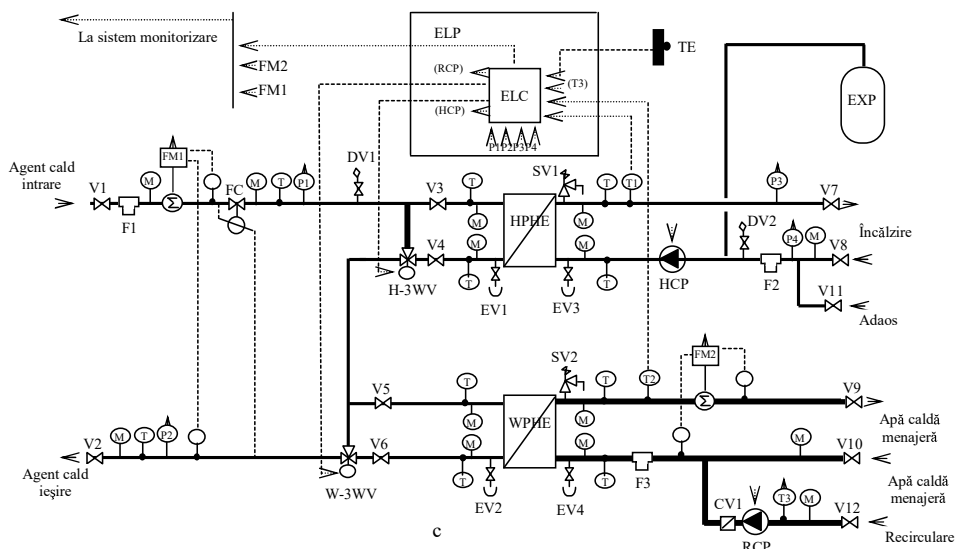 La sistem monitorizare
ELP
TE
FM2
(RCP)
ELC
(T3)
FM1
(HCP)
EXP
P1P2P3P4
Agent cald
intrare
FM1
DV1
SV1
V1
M
FC
M
T
P1
V3
T
T
T1
P3
V7
F1
Σ
M
HPHE
M
DV2
Încălzire
V4
M
M
P4
M
V8
H-3WV
T
EV1
EV3
T
HCP
F2
V11
Adaos
SV2
FM2
V5
T
T
T2
Σ
V9
M
WPHE
M
Apă caldă
menajeră
V2
M
T
P2
V6
M
M
M
V10
Agent cald
ieşire
W-3WV
T
EV2
EV4
T
F3
Apă caldă
menajeră
CV1
T3
M
V12
RCP
Recirculare
c